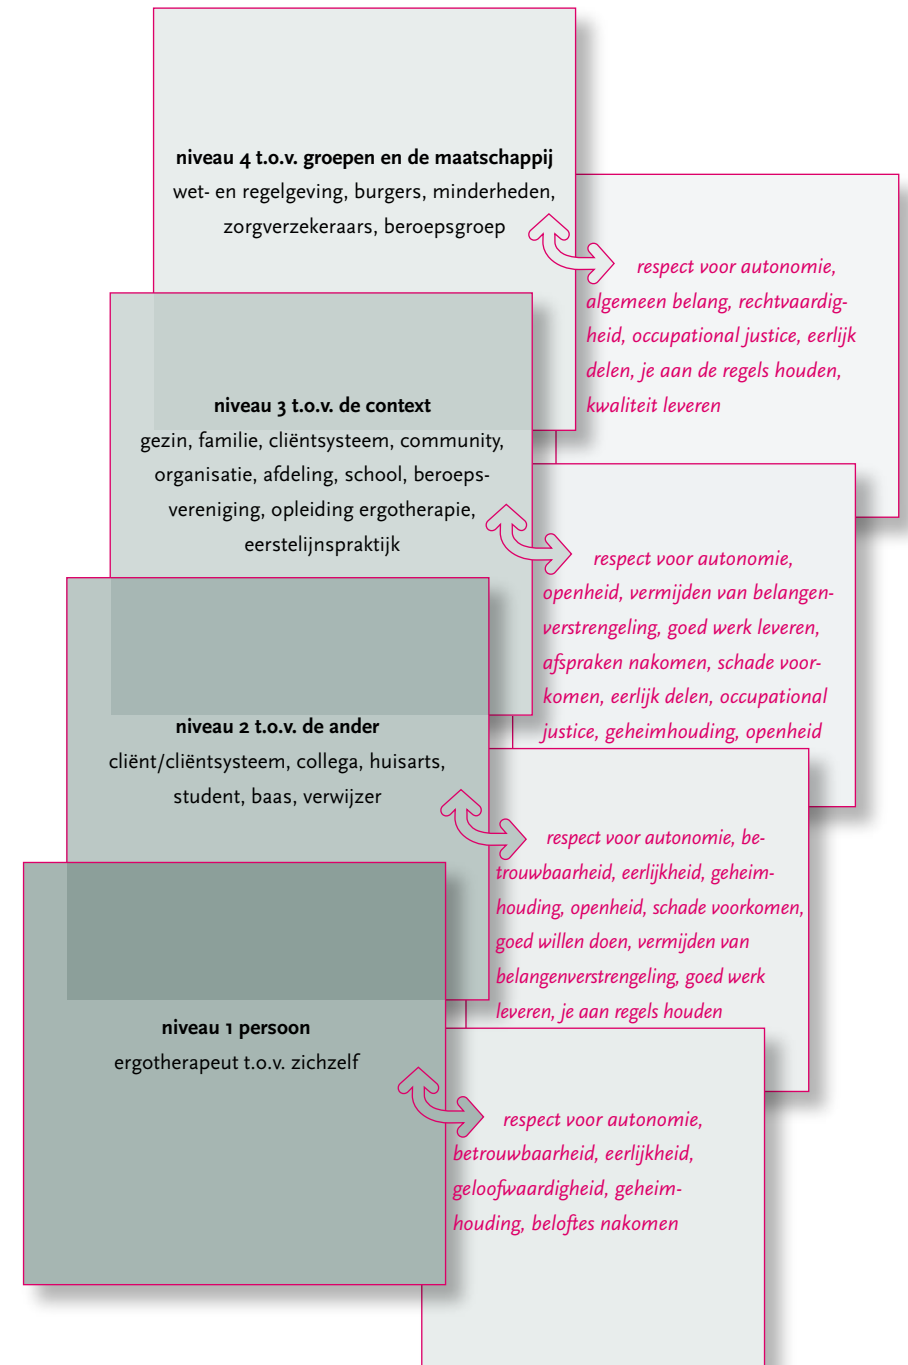 niveau 4 t.o.v. groepen en de maatschappij
wet- en regelgeving, burgers, minderheden,
zorgverzekeraars, beroepsgroep
respect voor autonomie,
algemeen belang, rechtvaardig-
heid, occupational justice, eerlijk
delen, je aan de regels houden,
kwaliteit leveren
niveau 3 t.o.v. de context
gezin, familie, cliëntsysteem, community,
organisatie, afdeling, school, beroeps-
vereniging, opleiding ergotherapie,
eerstelijnspraktijk
respect voor autonomie,
openheid, vermijden van belangen-
verstrengeling, goed werk leveren,
afspraken nakomen, schade voor-
komen, eerlijk delen, occupational
justice, geheimhouding, openheid
niveau 2 t.o.v. de ander
cliënt/cliëntsysteem, collega, huisarts,
student, baas, verwijzer
respect voor autonomie, be-
trouwbaarheid, eerlijkheid, geheim-
houding, openheid, schade voorkomen,
goed willen doen, vermijden van
belangenverstrengeling, goed werk
leveren, je aan regels houden
niveau 1 persoon
ergotherapeut t.o.v. zichzelf
respect voor autonomie,
betrouwbaarheid, eerlijkheid,
geloofwaardigheid, geheim-
houding, beloftes nakomen